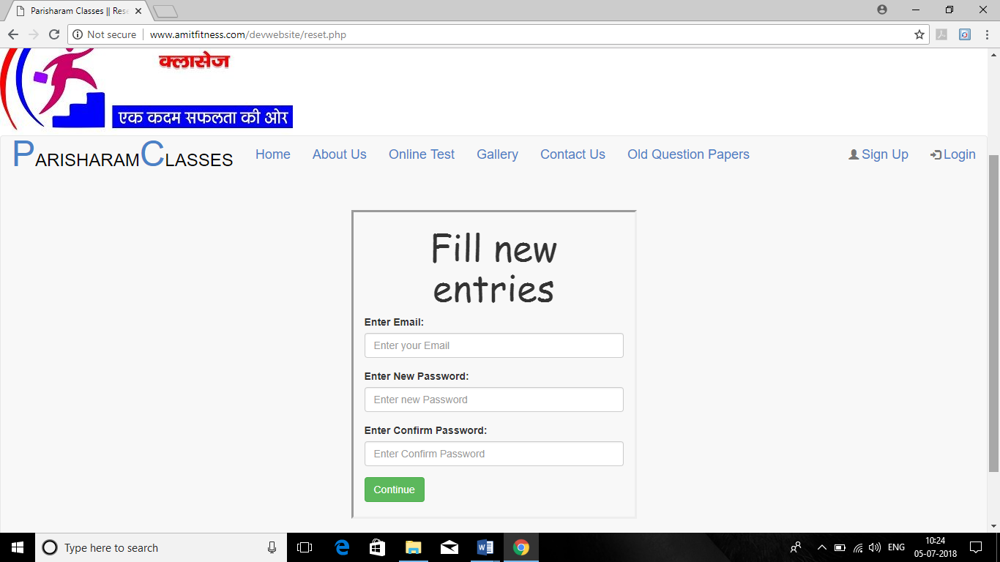 Parisharam Classes || Rese
Not secure
www.amitfitness.com/devwebsite/reset.php
क्लासेज
एक कदम सफलता की ओर
PARISHARAMCLASSES
Home
About Us
Online Test
Gallery
Contact Us
Old Question Papers
Sign Up
Login
Fill new
entries
Enter Email:
Enter your Email
Enter New Password:
Enter new Password
Enter Confirm Password:
Enter Confirm Password
Continue
Type here to search
ENG
10:24
05-07-2018